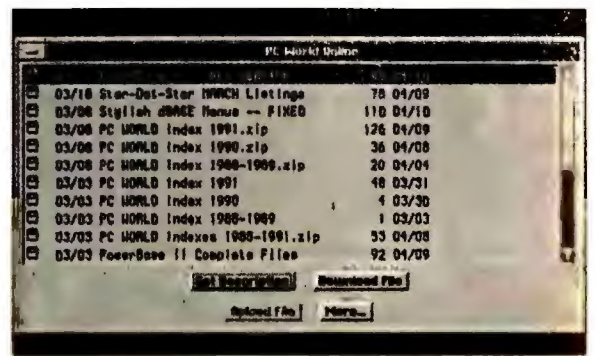 PC World Online
03/18 Star-Dot-Star MARCH Listings 78 04/09
03/08 Stylish dBASE Menus -- FIXED 110 04/10
03/08 PC WORLD Index 1991.zip 126 04/09
03/08 PC WORLD Index 1990.zip 36 04/08
03/08 PC WORLD Index 1988-1989.zip 20 04/04
03/03 PC WORLD Index 1991 48 03/31
03/03 PC WORLD Index 1990 4 03/30
03/03 PC WORLD Index 1988-1989 1 03/03
03/03 PC WORLD Indexes 1988-1991.zip 53 04/08
03/03 PowerBase II Complete Files 92 04/09
Get Description Download File
Upload File More...